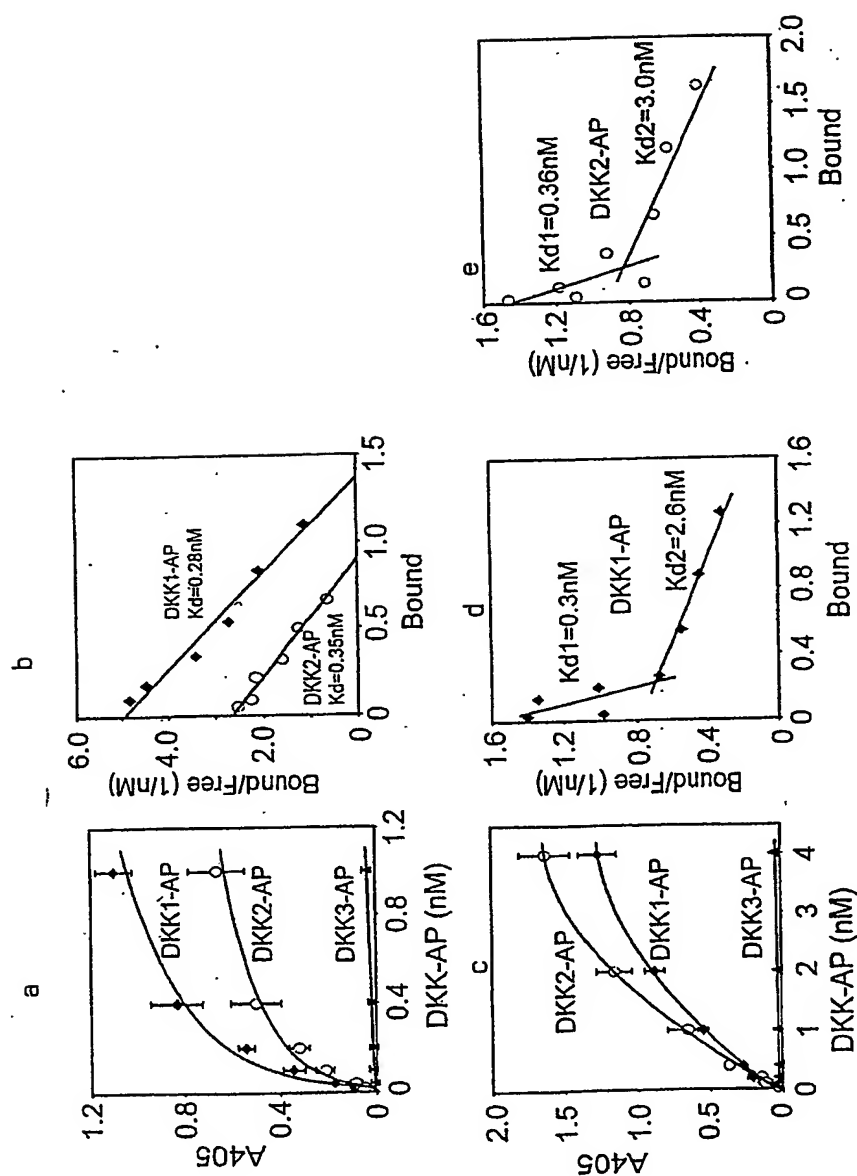 a
A405
1.2
0.8
0.4
0
DKK1-AP
DKK2-AP
DKK3-AP
0 0.4 0.8 1.2
DKK-AP (nM)
b
Bound/Free (1/nM)
6.0
4.0
2.0
0
DKK1-AP
Kd=0.28nM
DKK2-AP
Kd=0.35nM
0 0.5 1.0 1.5
Bound
c
A405
2.0
1.5
1.0
0.5
0
DKK2-AP
DKK1-AP
DKK3-AP
0 1 2 3 4
DKK-AP (nM)
d
Bound/Free (1/nM)
1.6
1.2
0.8
0.4
0
Kd1=0.3nM
DKK1-AP
Kd2=2.6nM
0 0.4 0.8 1.2 1.6
Bound
e
Bound/Free (1/nM)
1.6
1.2
0.8
0.4
0
Kd1=0.36nM
DKK2-AP
Kd2=3.0nM
0 0.5 1.0 1.5 2.0
Bound